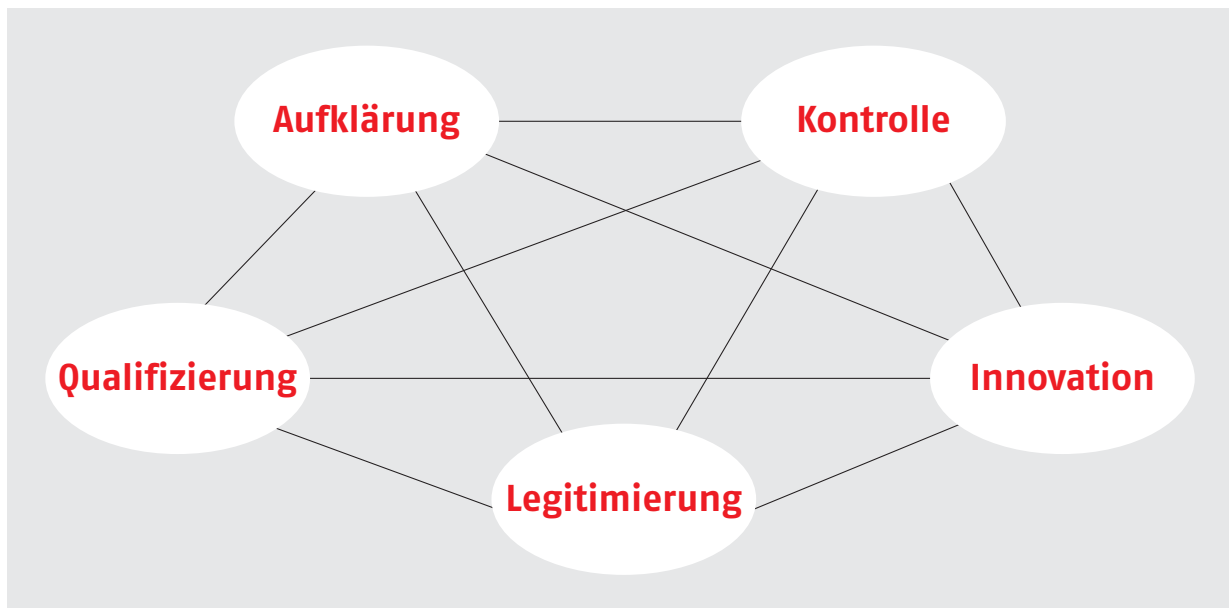 Aufklärung
Kontrolle
Qualifizierung
Innovation
Legitimierung